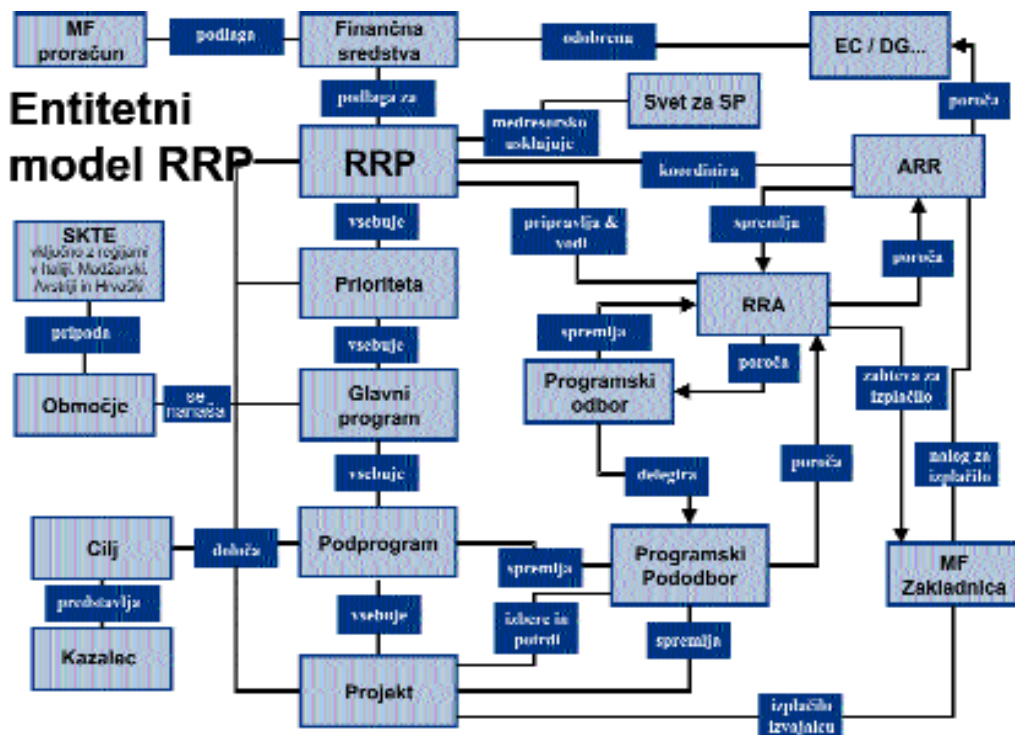 MF
proračun
podlaga
Finančna
sredstva
odobrena
EC / DG...
podlaga za
Svet za SP
poroča
Entitetni
model RRP
medresorsko
usklajuje
RRP
koordinira
ARR
vsebuje
pripravlja &
vodi
spremlja
poroča
SKTE
vključno z regijami
v Italiji, Madžarski,
Avstriji in Hrvaški
Prioriteta
RRA
pripada
vsebuje
spremlja
poroča
Območje
se
nanaša
Glavni
program
Programski
odbor
zahteva za
izplačilo
vsebuje
delegira
poroča
nalog za
izplačilo
Cilj
določa
Podprogram
spremlja
Programski
Pododbor
MF
Zakladnica
predstavlja
vsebuje
izbere in
potrdi
spremlja
Kazalec
Projekt
izplačilo
izvajalcu